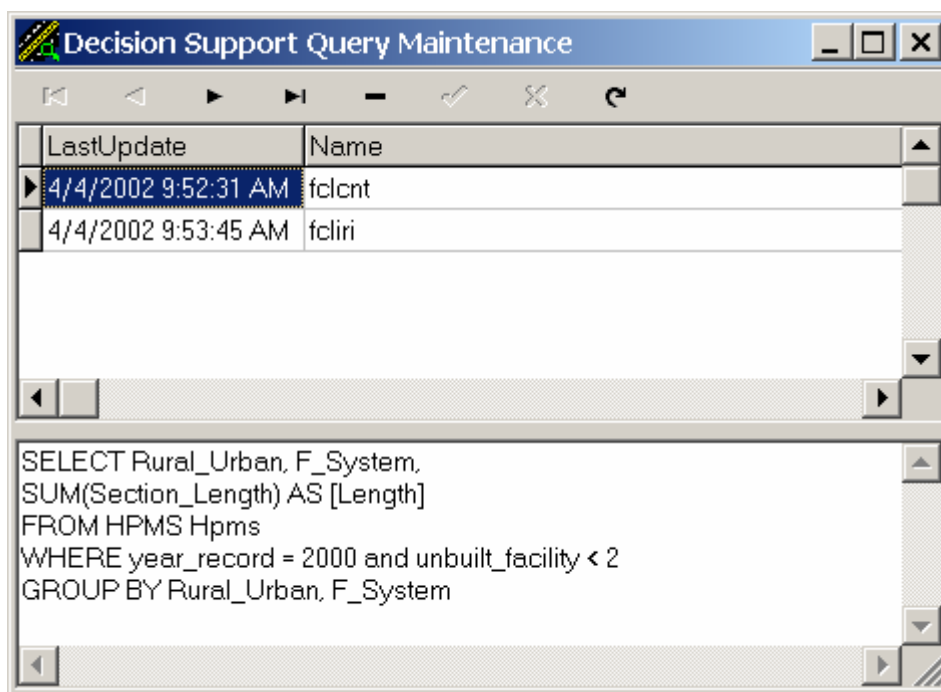 Decision Support Query Maintenance
LastUpdate Name
4/4/2002 9:52:31 AM fclcnt
4/4/2002 9:53:45 AM fcliri
SELECT Rural_Urban, F_System,
SUM(Section_Length) AS [Length]
FROM HPMS Hpms
WHERE year_record = 2000 and unbuilt_facility < 2
GROUP BY Rural_Urban, F_System